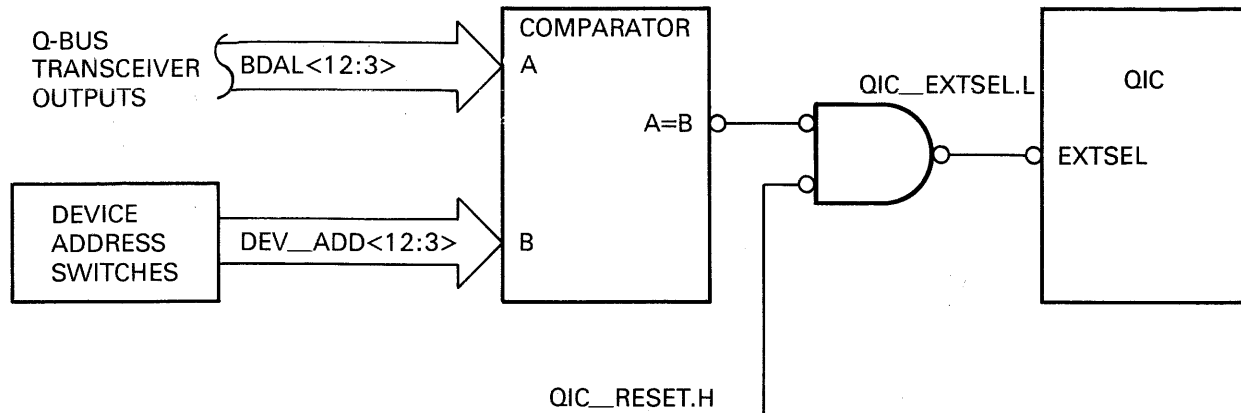 Q-BUS
TRANSCEIVER
OUTPUTS
BDAL<12:3>
COMPARATOR
A
A=B
B
DEVICE
ADDRESS
SWITCHES
DEV__ADD<12:3>
QIC__EXTSEL.L
QIC
EXTSEL
QIC__RESET.H